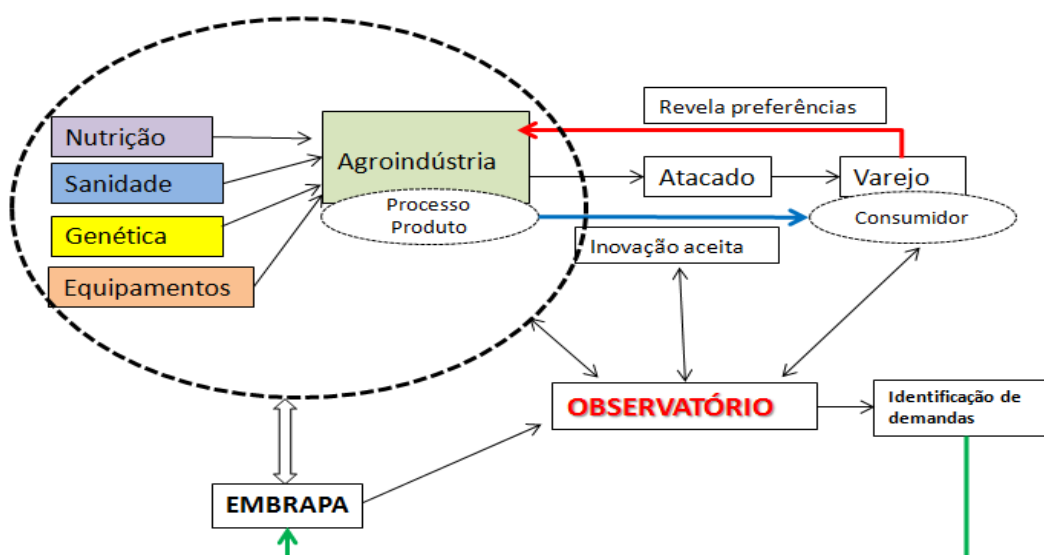 Revela preferências
Nutrição
Sanidade
Genética
Equipamentos
Agroindústria
Processo
Produto
Atacado
Varejo
Consumidor
Inovação aceita
OBSERVATÓRIO
Identificação de
demandas
EMBRAPA